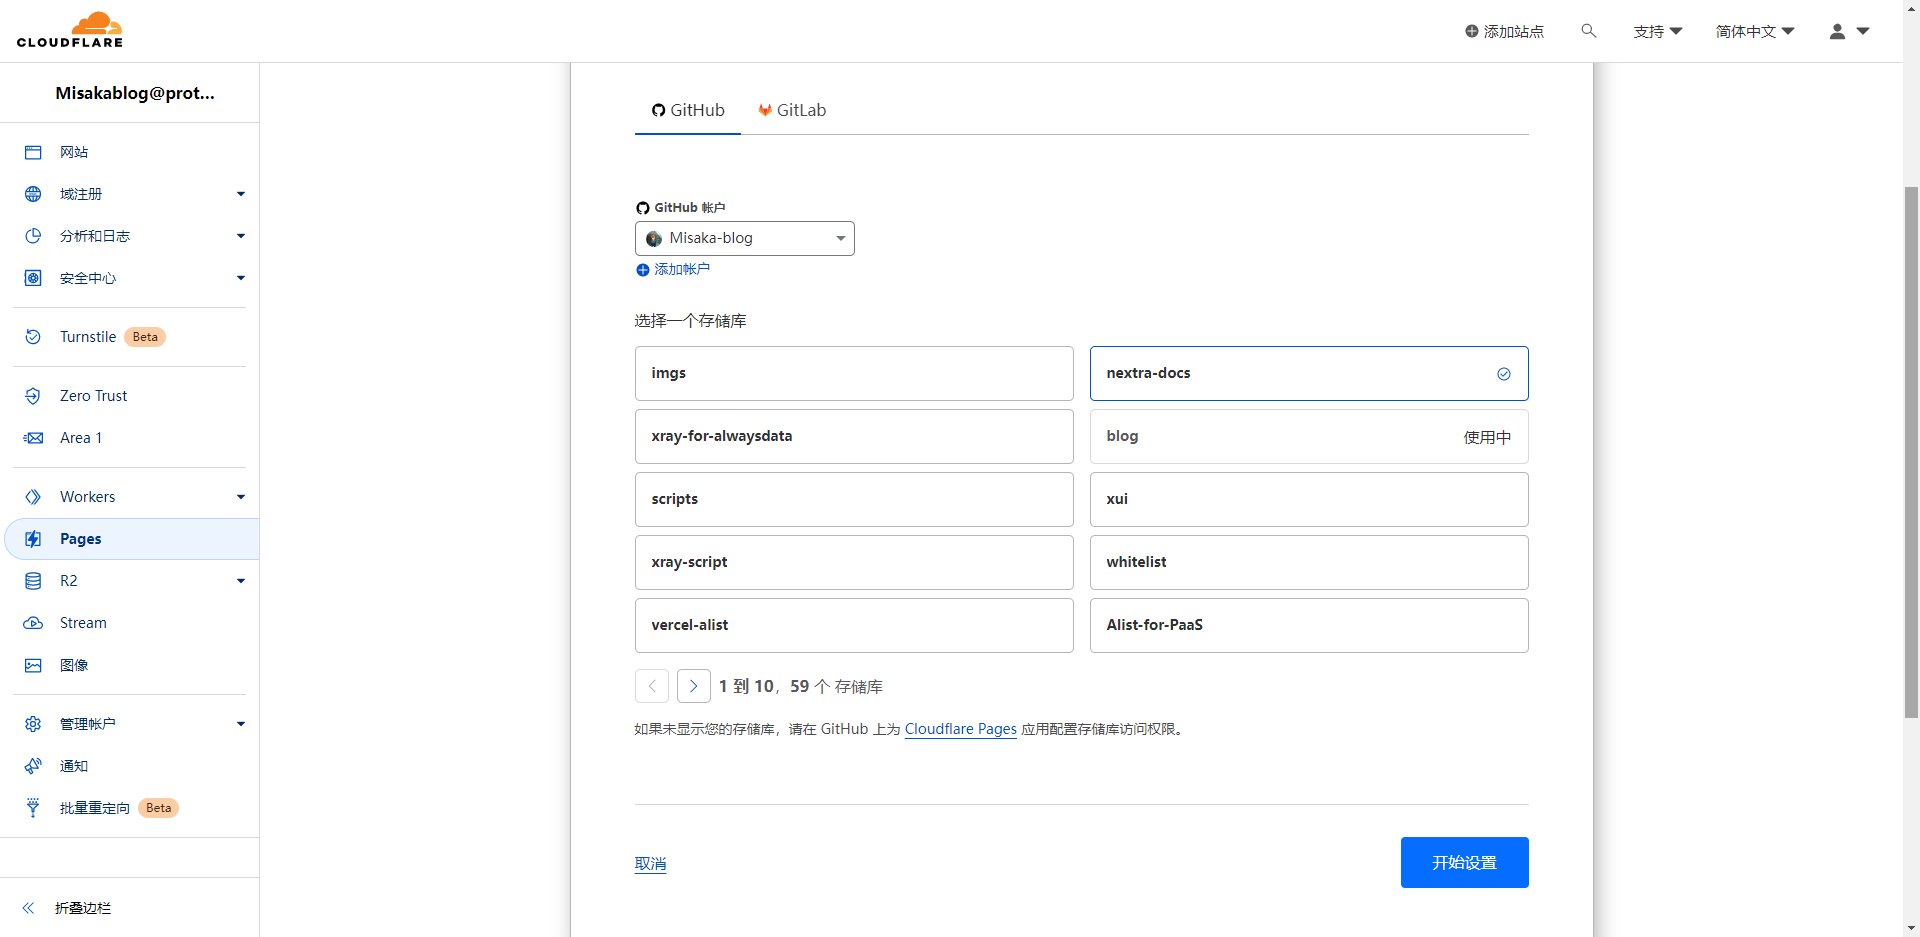 CLOUDFLARE
添加站点
支持
简体中文
Misakablog@prot...
网站
域注册
分析和日志
安全中心
Turnstile Beta
Zero Trust
Area 1
Workers
Pages
R2
Stream
图像
管理帐户
通知
批量重定向 Beta
折叠边栏
GitHub
GitLab
GitHub 帐户
Misaka-blog
添加帐户
选择一个存储库
imgs
nextra-docs
xray-for-alwaysdata
blog 使用中
scripts
xui
xray-script
whitelist
vercel-alist
Alist-for-PaaS
1 到 10，59 个 存储库
如果未显示您的存储库，请在 GitHub 上为 Cloudflare Pages 应用配置存储库访问权限。
取消
开始设置